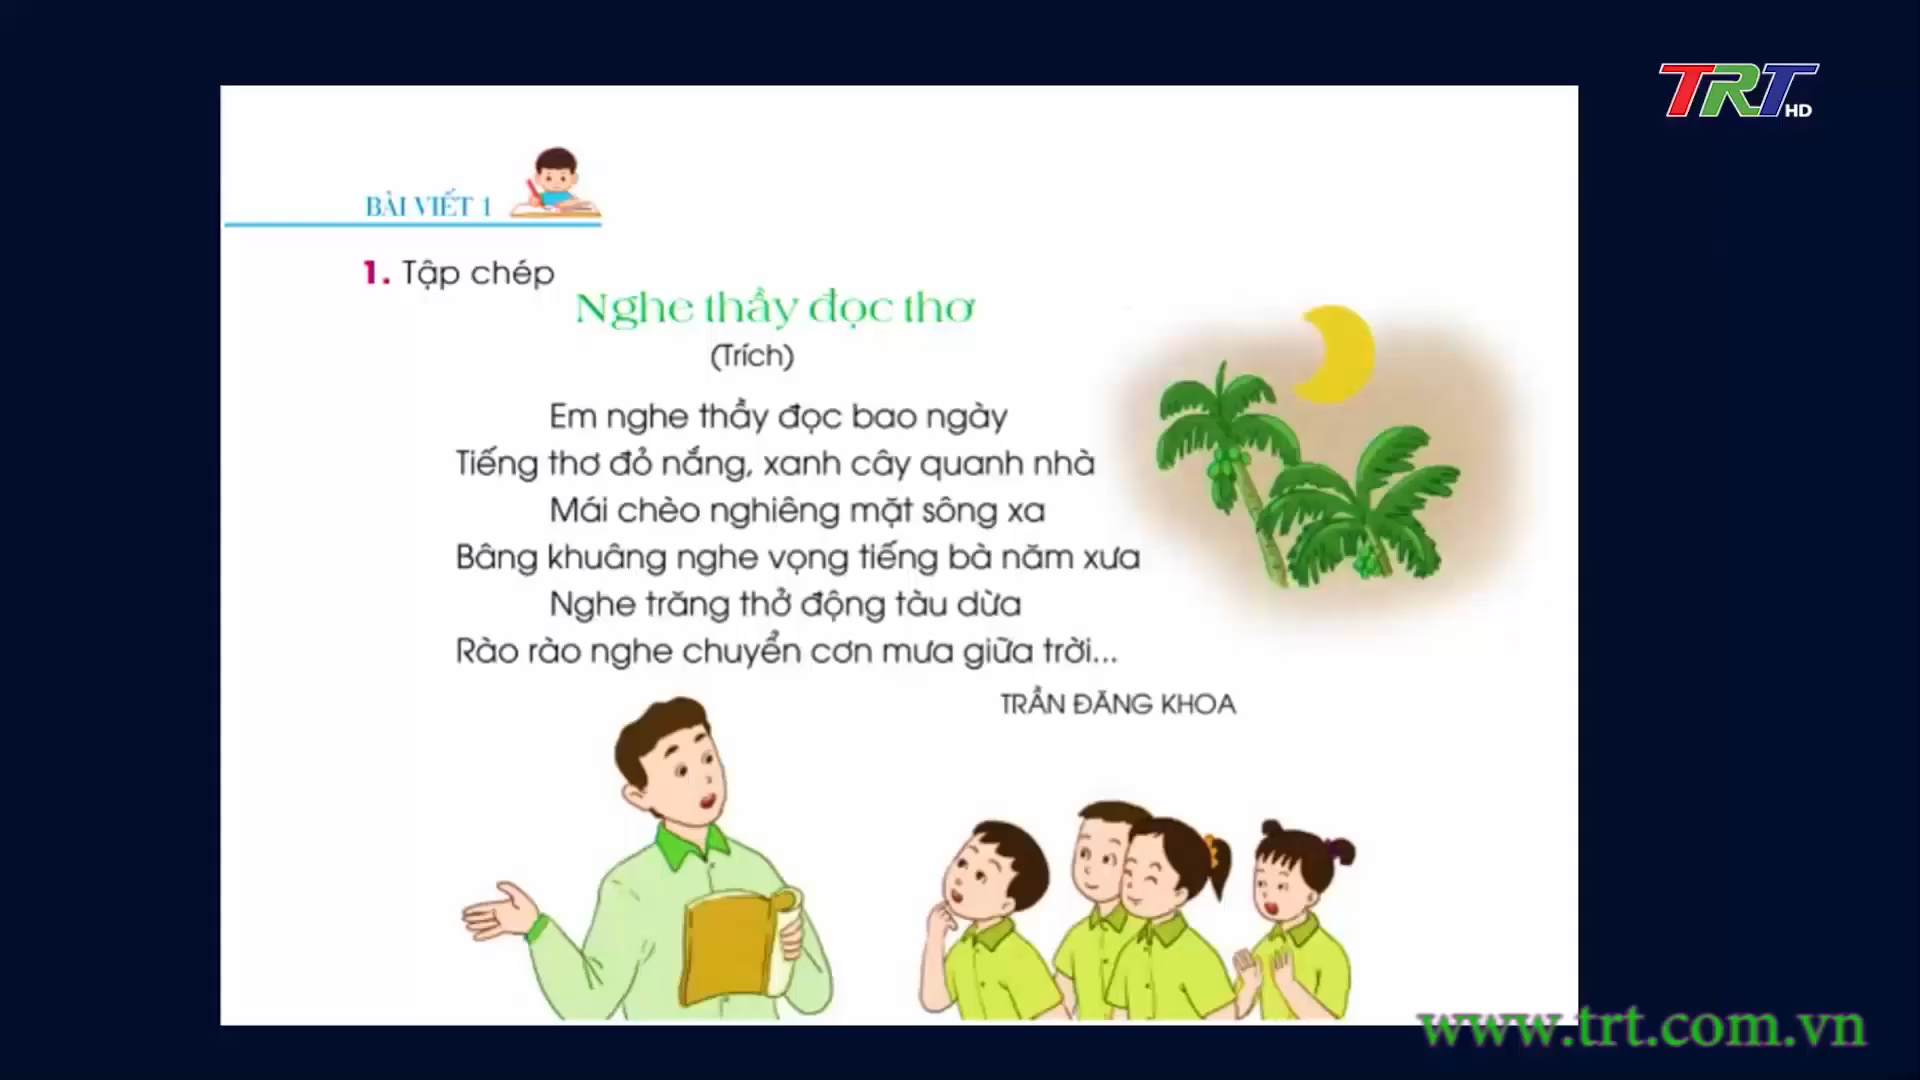 TRT HD
BÀI VIẾT 1
1. Tập chép
Nghe thầy đọc thơ
(Trích)
Em nghe thầy đọc bao ngày
Tiếng thơ đỏ nắng, xanh cây quanh nhà
Mái chèo nghiêng mặt sông xa
Bâng khuâng nghe vọng tiếng bà năm xưa
Nghe trăng thở động tàu dừa
Rào rào nghe chuyển cơn mưa giữa trời...
TRẦN ĐĂNG KHOA
www.trt.com.vn